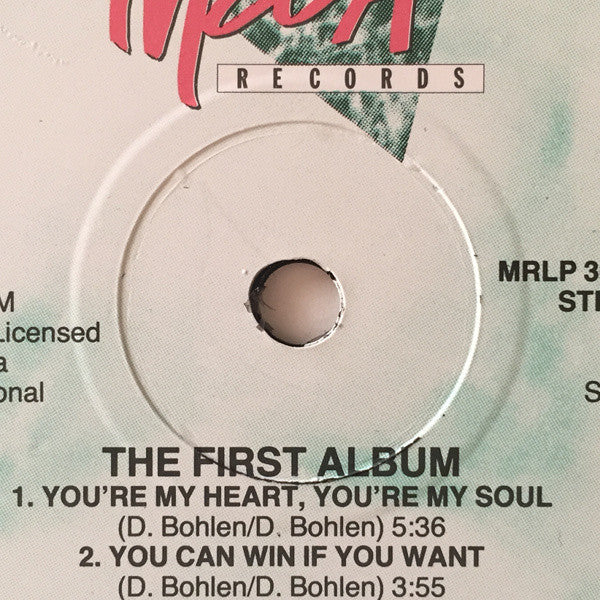 RECORDS
MRLP 3
M
Licensed
a
onal
S
THE FIRST ALBUM
1. YOU'RE MY HEART, YOU'RE MY SOUL
(D. Bohlen/D. Bohlen) 5:36
2. YOU CAN WIN IF YOU WANT
(D. Bohlen/D. Bohlen) 3:55